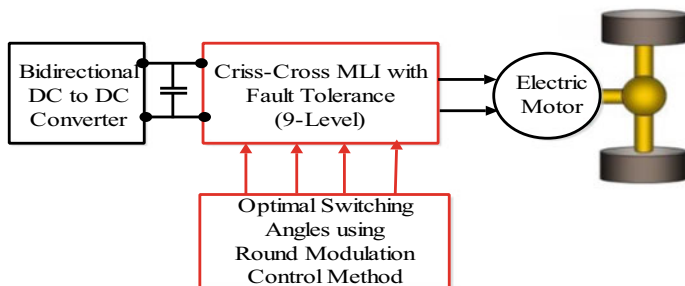 Bidirectional
DC to DC
Converter
Criss-Cross MLI with
Fault Tolerance
(9-Level)
Electric
Motor
Optimal Switching
Angles using
Round Modulation
Control Method